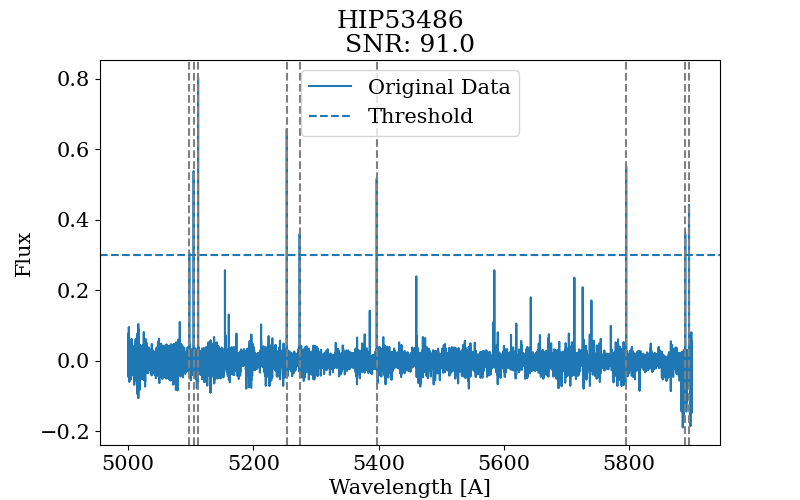 HIP53486
SNR: 91.0
Original Data
Threshold
0.8
0.6
0.4
0.2
0.0
−0.2
Flux
5000 5200 5400 5600 5800
Wavelength [A]